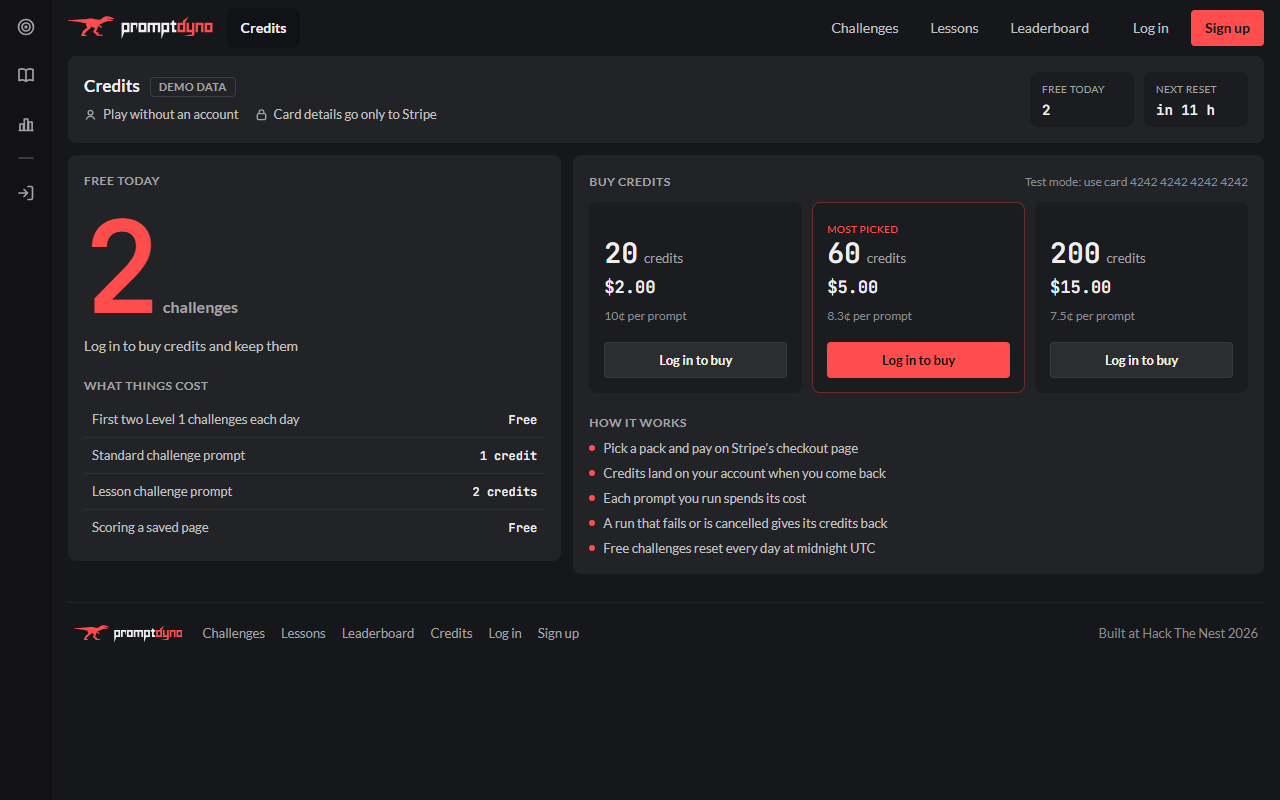 promptdyno
Credits
Challenges
Lessons
Leaderboard
Log in
Sign up
Credits
DEMO DATA
Play without an account
Card details go only to Stripe
FREE TODAY
2
NEXT RESET
in 11 h
FREE TODAY
2 challenges
Log in to buy credits and keep them
WHAT THINGS COST
First two Level 1 challenges each day Free
Standard challenge prompt 1 credit
Lesson challenge prompt 2 credits
Scoring a saved page Free
BUY CREDITS
Test mode: use card 4242 4242 4242 4242
20 credits
$2.00
10¢ per prompt
Log in to buy
MOST PICKED
60 credits
$5.00
8.3¢ per prompt
Log in to buy
200 credits
$15.00
7.5¢ per prompt
Log in to buy
HOW IT WORKS
Pick a pack and pay on Stripe's checkout page
Credits land on your account when you come back
Each prompt you run spends its cost
A run that fails or is cancelled gives its credits back
Free challenges reset every day at midnight UTC
promptdyno
Challenges
Lessons
Leaderboard
Credits
Log in
Sign up
Built at Hack The Nest 2026